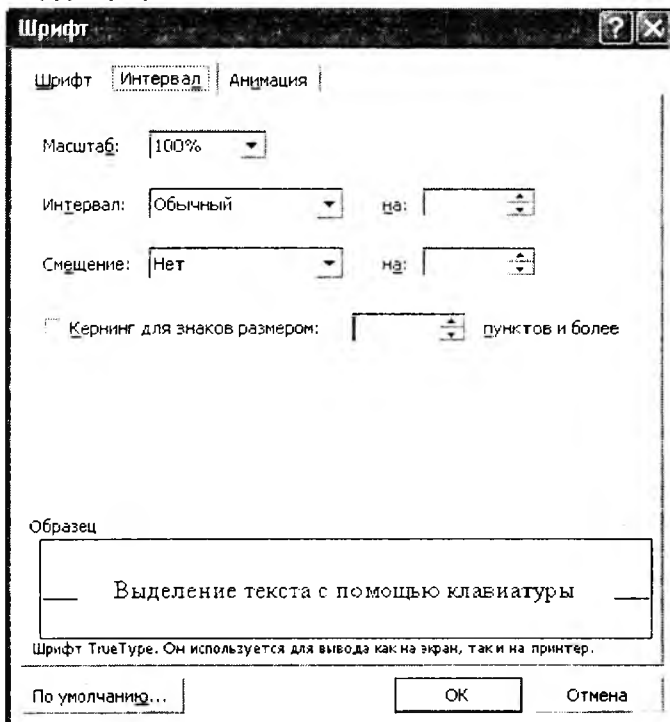 Шрифт
Шрифт Интервал Анимация
Масштаб: 100%
Интервал: Обычный на:
Смещение: Нет на:
Кернинг для знаков размером: пунктов и более
Образец
Выделение текста с помощью клавиатуры
Шрифт TrueType. Он используется для вывода как на экран, так и на принтер.
По умолчанию... ОК Отмена